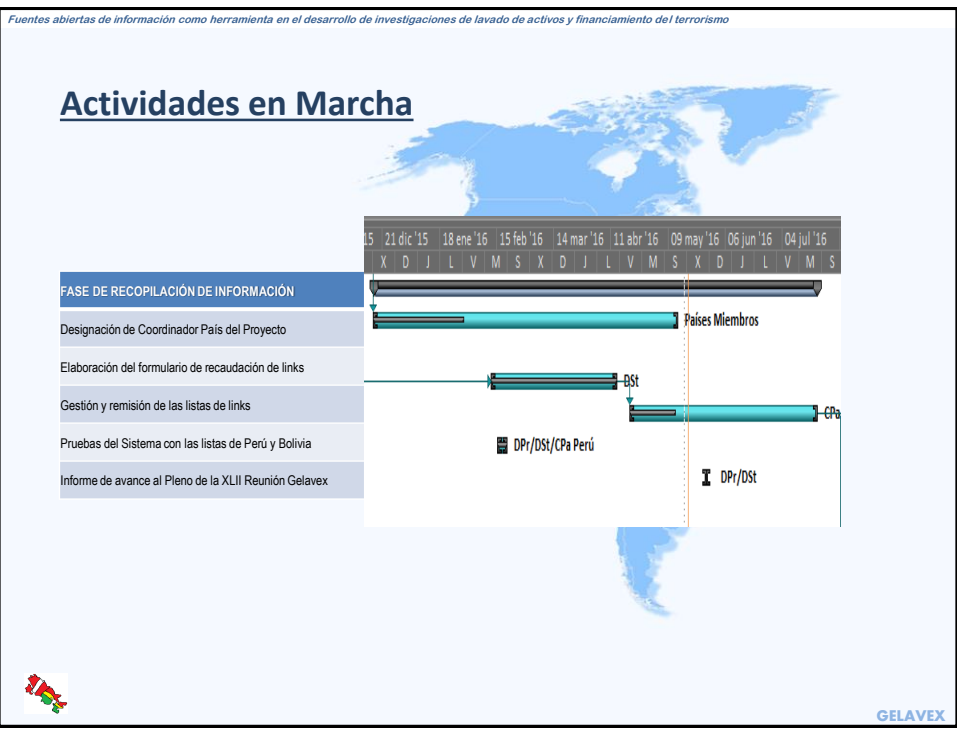 Fuentes abiertas de información como herramienta en el desarrollo de investigaciones de lavado de activos y financiamiento del terrorismo
Actividades en Marcha
15 21 dic '15 18 ene '16 15 feb '16 14 mar '16 11 abr '16 09 may '16 06 jun '16 04 jul '16
X D J L V M S X D J L V M S X D J L V M S
FASE DE RECOPILACIÓN DE INFORMACIÓN
Designación de Coordinador País del Proyecto
Países Miembros
Elaboración del formulario de recaudación de links
DSt
Gestión y remisión de las listas de links
CPa
Pruebas del Sistema con las listas de Perú y Bolivia
DPr/DSt/CPa Perú
Informe de avance al Pleno de la XLII Reunión Gelavex
DPr/DSt
GELAVEX